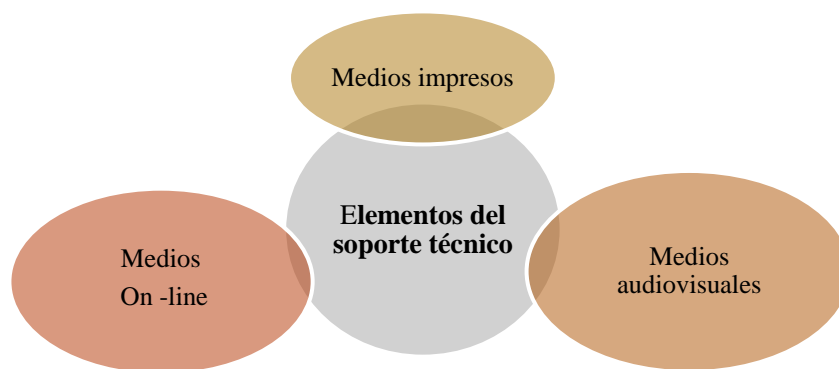 Medios impresos
Elementos del
soporte técnico
Medios
On -line
Medios
audiovisuales